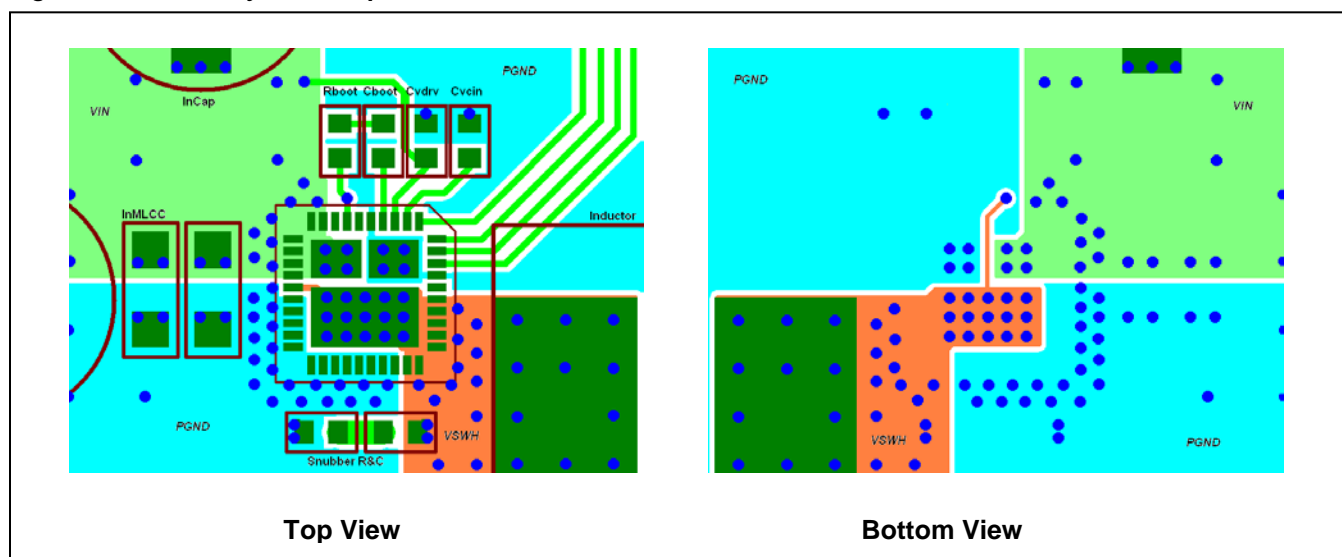 PGND
VIN
InCap
Rboot Cboot Cvdrv Cvcin
InMLCC
Inductor
PGND
VSWH
Snubber R&C
Top View
PGND
VIN
VSWH
PGND
Bottom View